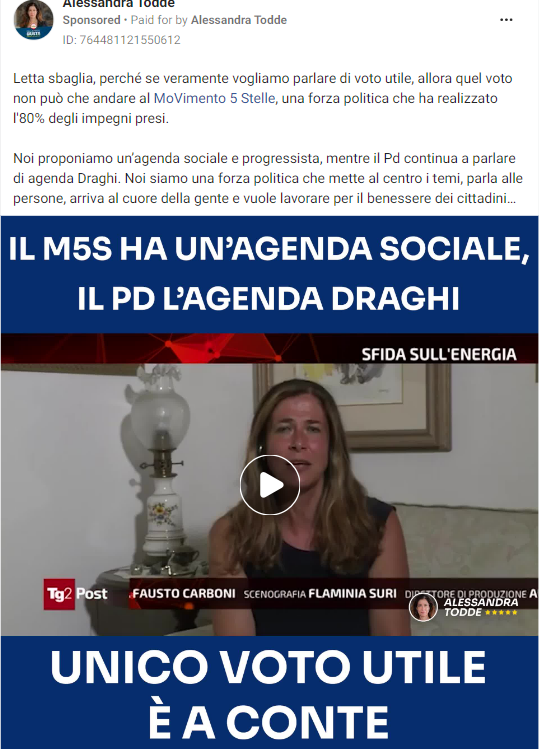 Alessandra Todde
Sponsored • Paid for by Alessandra Todde
ID: 764481121550612
Letta sbaglia, perché se veramente vogliamo parlare di voto utile, allora quel voto
non può che andare al MoVimento 5 Stelle, una forza politica che ha realizzato
l'80% degli impegni presi.
Noi proponiamo un'agenda sociale e progressista, mentre il Pd continua a parlare
di agenda Draghi. Noi siamo una forza politica che mette al centro i temi, parla alle
persone, arriva al cuore della gente e vuole lavorare per il benessere dei cittadini...
IL M5S HA UN'AGENDA SOCIALE,
IL PD L'AGENDA DRAGHI
SFIDA SULL'ENERGIA
Tg2 Post FAUSTO CARBONI SCENOGRAFIA FLAMINIA SURI DIRETTORE DI PRODUZIONE A
ALESSANDRA
TODDE ★★★★★
UNICO VOTO UTILE
È A CONTE